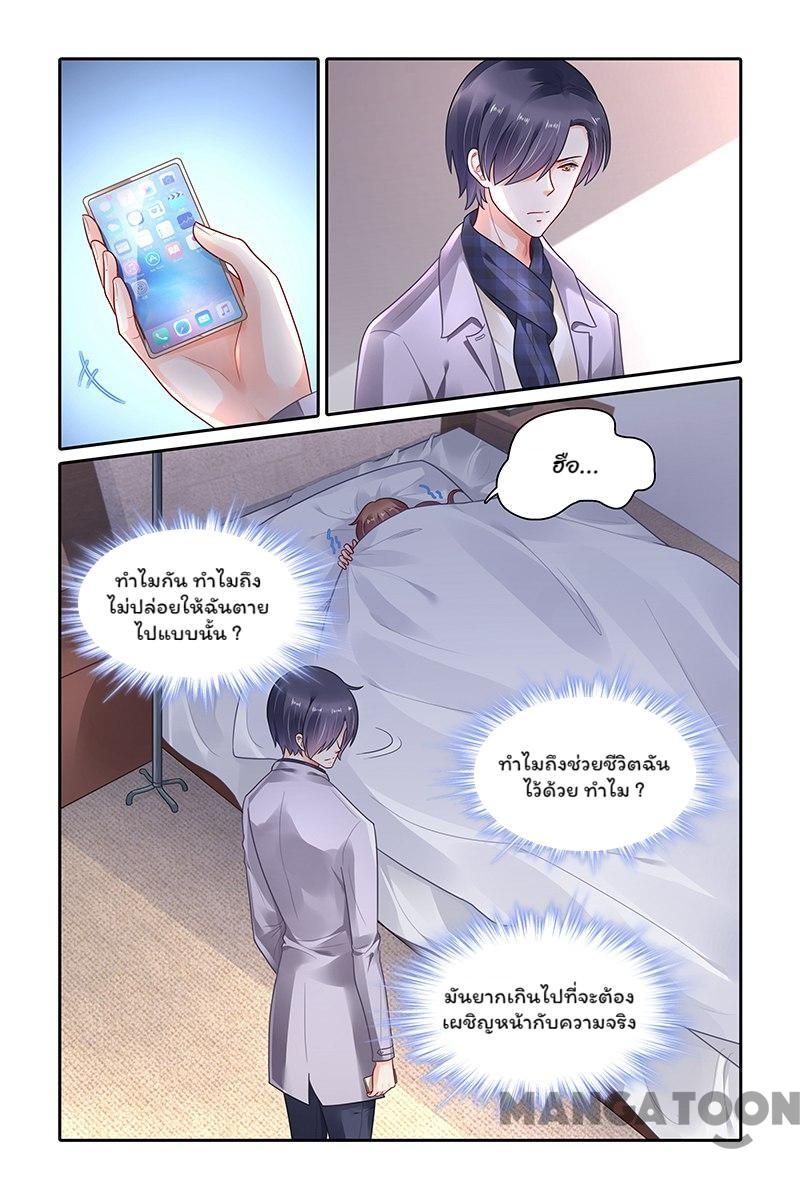 ฮือ...
ทำไมกัน ทำไมถึง
ไม่ปล่อยให้ฉันตาย
ไปแบบนั้น ?
ทำไมถึงช่วยชีวิตฉัน
ไว้ด้วย ทำไม ?
มันยากเกินไปที่จะต้อง
เผชิญหน้ากับความจริง
MANGATOON